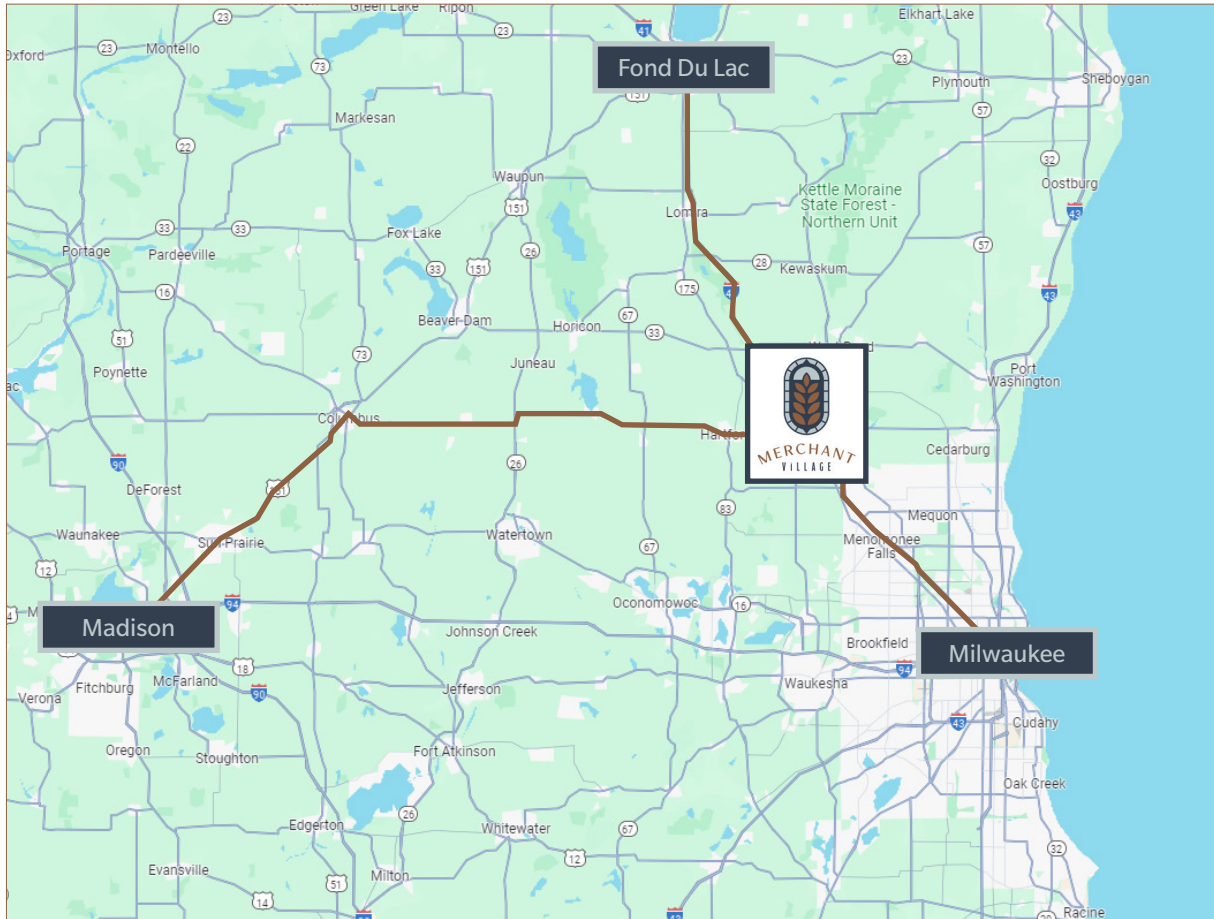 Green Lake
Ripon
Elkhart Lake
23
41
Oxford
23
Montello
23
23
Fond Du Lac
73
151
Plymouth
Sheboygan
57
Markesan
22
32
Waupun
Kettle Moraine
State Forest -
Northern Unit
Oostburg
151
Lomira
43
33
33
Fox Lake
Portage
Pardeeville
26
57
33
151
28
Kewaskum
16
175
43
67
Beaver Dam
Horicon
33
51
73
Juneau
Poynette
Port
Washington
Columbus
MERCHANT
VILLAGE
Cedarburg
90
26
DeForest
151
83
Mequon
Waunakee
Sun Prairie
Watertown
Menomonee
Falls
67
12
94
Oconomowoc
16
Madison
Johnson Creek
Brookfield
Milwaukee
18
94
Waukesha
Verona
Fitchburg
McFarland
90
Jefferson
43
Cudahy
Oregon
Stoughton
Fort Atkinson
Oak Creek
26
Edgerton
Whitewater
67
32
12
Evansville
Milton
51
14
43
Racine